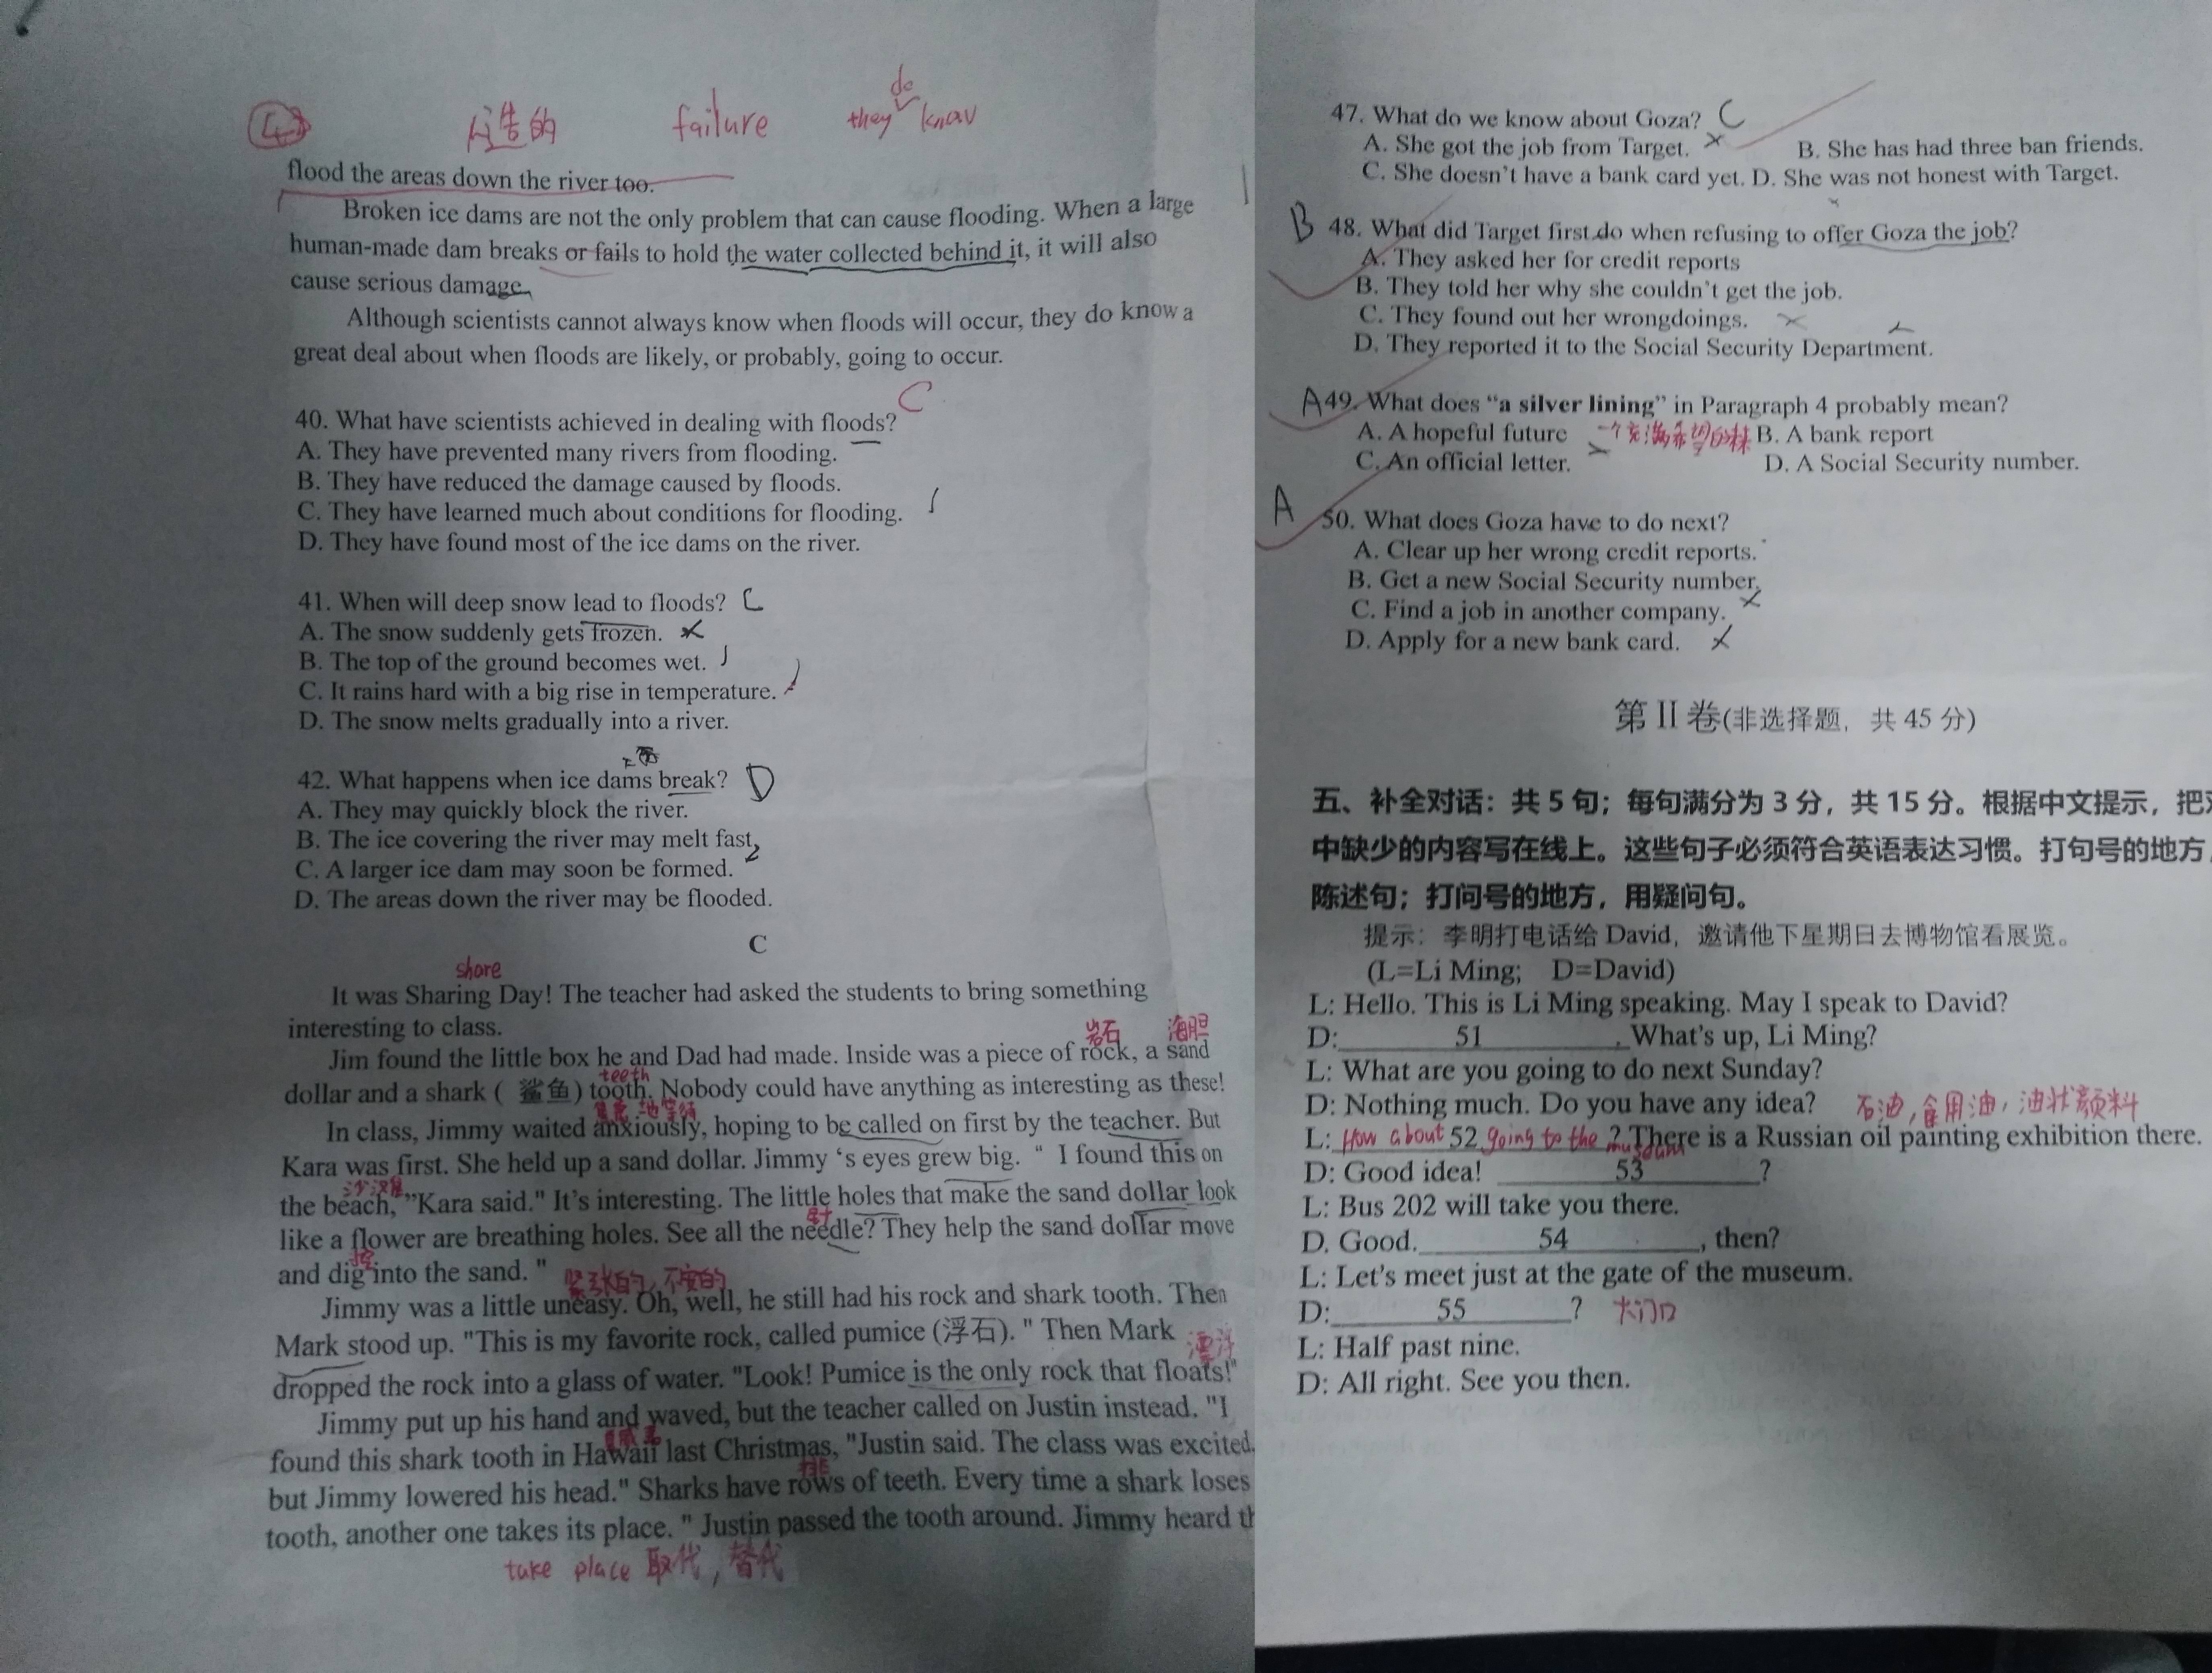 4
人造的 failure they do know
flood the areas down the river too.
Broken ice dams are not the only problem that can cause flooding. When a large
human-made dam breaks or fails to hold the water collected behind it, it will also
cause serious damage.
Although scientists cannot always know when floods will occur, they do know a
great deal about when floods are likely, or probably, going to occur.
40. What have scientists achieved in dealing with floods? C
A. They have prevented many rivers from flooding.
B. They have reduced the damage caused by floods.
C. They have learned much about conditions for flooding.
D. They have found most of the ice dams on the river.
41. When will deep snow lead to floods? C
A. The snow suddenly gets frozen.
B. The top of the ground becomes wet.
C. It rains hard with a big rise in temperature.
D. The snow melts gradually into a river.
42. What happens when ice dams break? D
A. They may quickly block the river.
B. The ice covering the river may melt fast
C. A larger ice dam may soon be formed.
D. The areas down the river may be flooded.
C
share
It was Sharing Day! The teacher had asked the students to bring something
interesting to class.
岩石 海胆
Jim found the little box he and Dad had made. Inside was a piece of rock, a sand
teeth
dollar and a shark ( 鲨鱼) tooth. Nobody could have anything as interesting as these!
In class, Jimmy waited anxiously, hoping to be called on first by the teacher. But
Kara was first. She held up a sand dollar. Jimmy ‘s eyes grew big. “ I found this on
the beach,”Kara said." It’s interesting. The little holes that make the sand dollar look
针
like a flower are breathing holes. See all the needle? They help the sand dollar move
挖
and dig into the sand. "
紧张的，不安的
Jimmy was a little uneasy. Oh, well, he still had his rock and shark tooth. Then
Mark stood up. "This is my favorite rock, called pumice (浮石). " Then Mark
漂浮
dropped the rock into a glass of water. "Look! Pumice is the only rock that floats!"
Jimmy put up his hand and waved, but the teacher called on Justin instead. "I
夏威夷
found this shark tooth in Hawaii last Christmas, "Justin said. The class was excited.
排
but Jimmy lowered his head." Sharks have rows of teeth. Every time a shark loses
tooth, another one takes its place. " Justin passed the tooth around. Jimmy heard th
take place 取代，替代
47. What do we know about Goza? C
A. She got the job from Target. B. She has had three ban friends.
C. She doesn’t have a bank card yet. D. She was not honest with Target.
B 48. What did Target first do when refusing to offer Goza the job?
A. They asked her for credit reports
B. They told her why she couldn’t get the job.
C. They found out her wrongdoings.
D. They reported it to the Social Security Department.
A 49. What does “a silver lining” in Paragraph 4 probably mean?
A. A hopeful future 一个充满希望的未来 B. A bank report
C. An official letter. D. A Social Security number.
A 50. What does Goza have to do next?
A. Clear up her wrong credit reports.
B. Get a new Social Security number.
C. Find a job in another company.
D. Apply for a new bank card.
第 II 卷(非选择题，共 45 分)
五、补全对话：共 5 句；每句满分为 3 分，共 15 分。根据中文提示，把对
中缺少的内容写在线上。这些句子必须符合英语表达习惯。打句号的地方，
陈述句；打问号的地方，用疑问句。
提示：李明打电话给 David，邀请他下星期日去博物馆看展览。
(L=Li Ming; D=David)
L: Hello. This is Li Ming speaking. May I speak to David?
D: 51 . What’s up, Li Ming?
L: What are you going to do next Sunday?
D: Nothing much. Do you have any idea? 石油，食用油，油状颜料
L: How about 52 going to the museum ? There is a Russian oil painting exhibition there.
D: Good idea! 53 ?
L: Bus 202 will take you there.
D. Good. 54 , then?
L: Let’s meet just at the gate of the museum.
D: 55 ? 大门口
L: Half past nine.
D: All right. See you then.